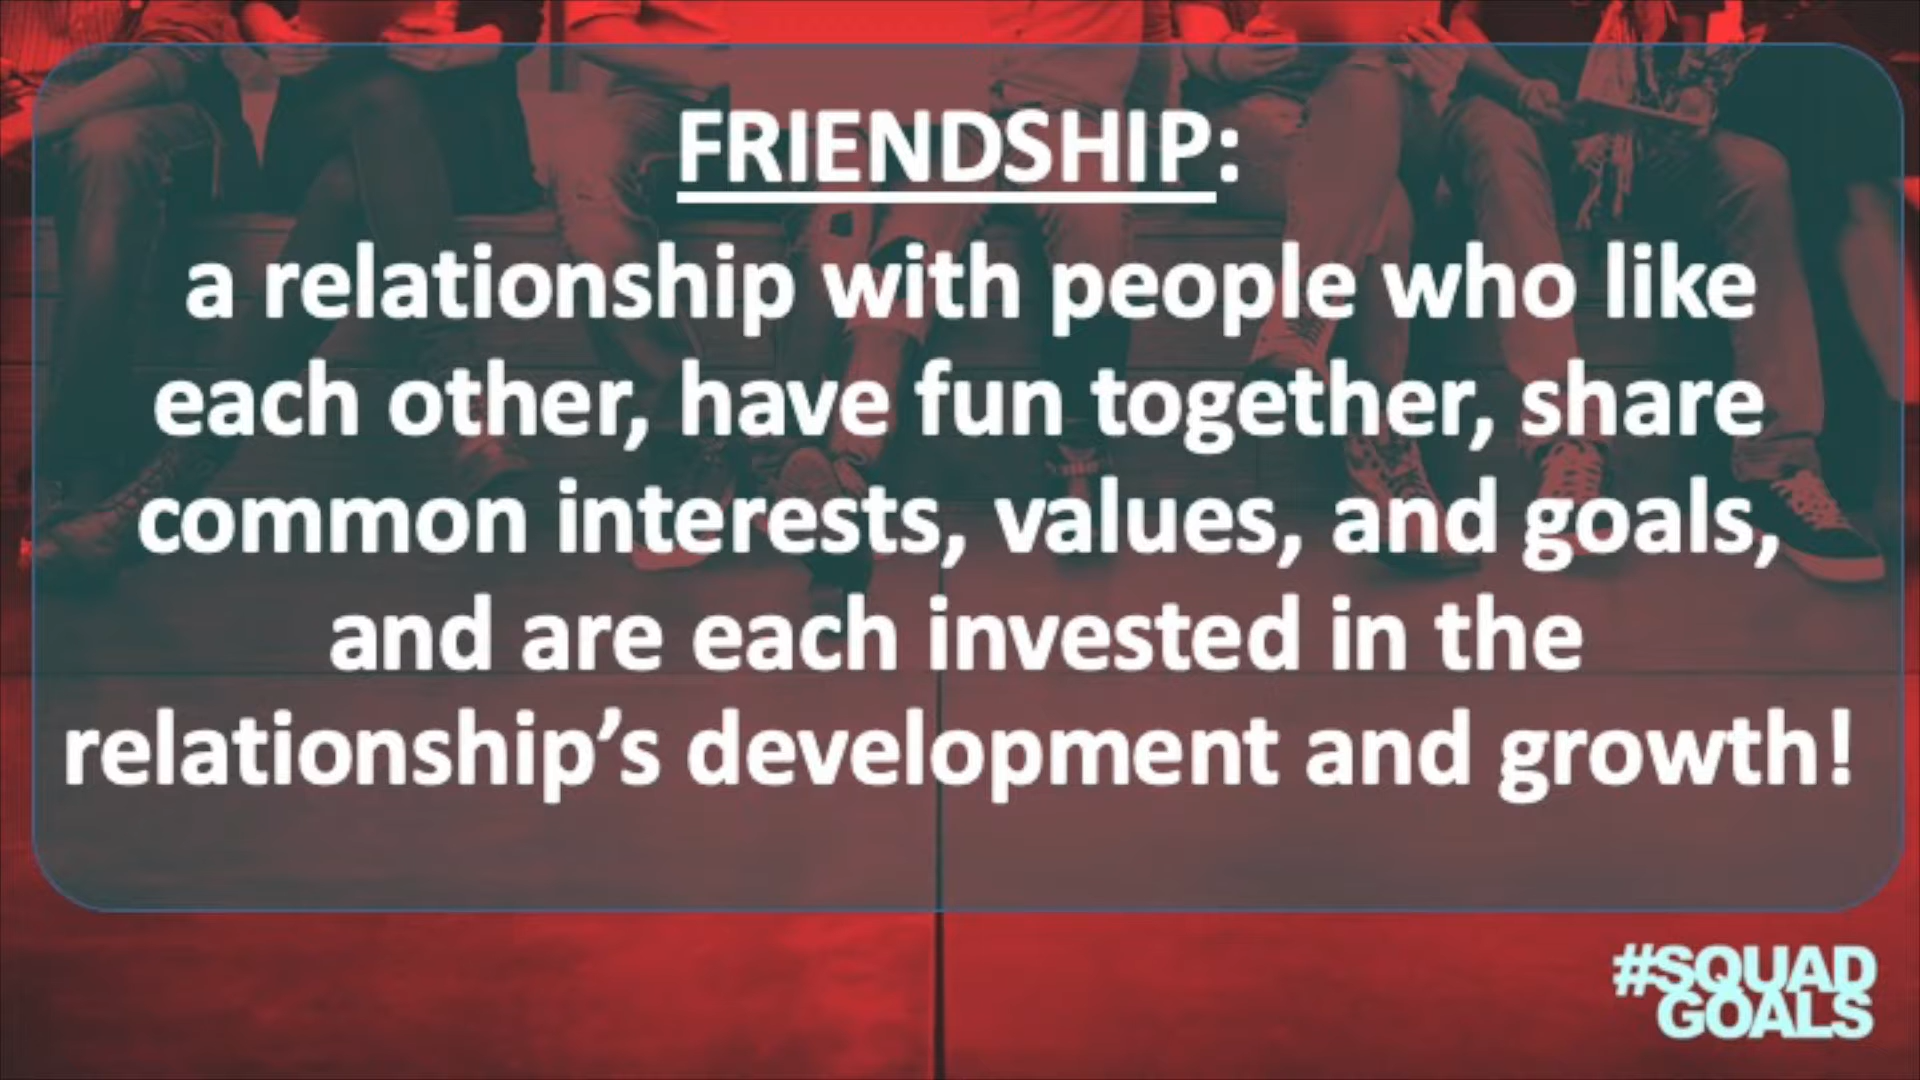 FRIENDSHIP:
a relationship with people who like
each other, have fun together, share
common interests, values, and goals,
and are each invested in the
relationship’s development and growth!
#SQUAD
GOALS